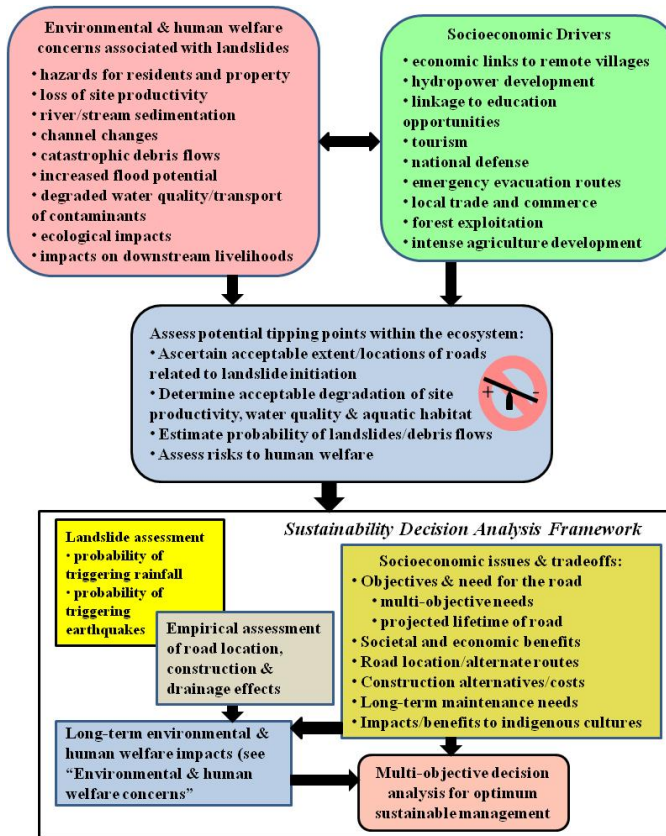 Environmental & human welfare
concerns associated with landslides
• hazards for residents and property
• loss of site productivity
• river/stream sedimentation
• channel changes
• catastrophic debris flows
• increased flood potential
• degraded water quality/transport
of contaminants
• ecological impacts
• impacts on downstream livelihoods
Socioeconomic Drivers
• economic links to remote villages
• hydropower development
• linkage to education
opportunities
• tourism
• national defense
• emergency evacuation routes
• local trade and commerce
• forest exploitation
• intense agriculture development
Assess potential tipping points within the ecosystem:
• Ascertain acceptable extent/locations of roads
related to landslide initiation
• Determine acceptable degradation of site
productivity, water quality & aquatic habitat
• Estimate probability of landslides/debris flows
• Assess risks to human welfare
+ -
Sustainability Decision Analysis Framework
Landslide assessment
• probability of
triggering rainfall
• probability of
triggering
earthquakes
Empirical assessment
of road location,
construction &
drainage effects
Socioeconomic issues & tradeoffs:
• Objectives & need for the road
• multi-objective needs
• projected lifetime of road
• Societal and economic benefits
• Road location/alternate routes
• Construction alternatives/costs
• Long-term maintenance needs
• Impacts/benefits to indigenous cultures
Long-term environmental &
human welfare impacts (see
“Environmental & human
welfare concerns”
Multi-objective decision
analysis for optimum
sustainable management